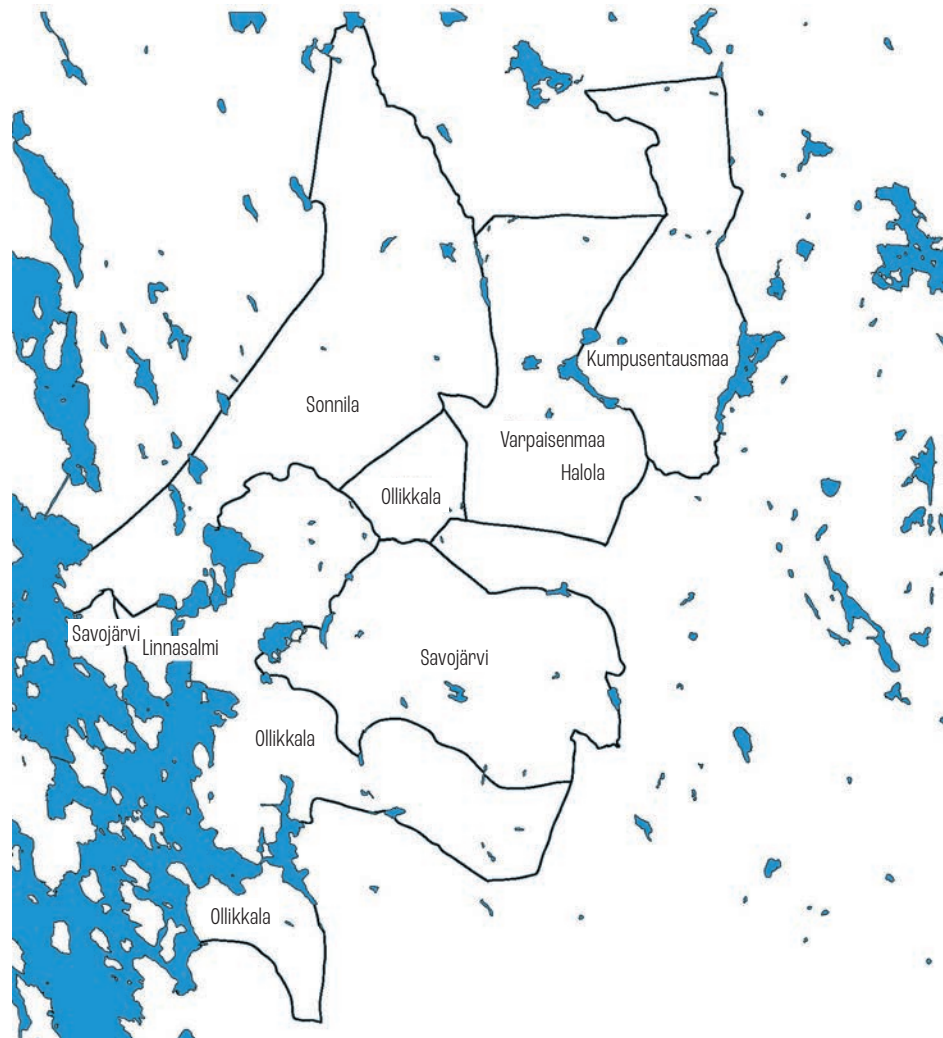 Kumpusentausmaa
Sonnila
Varpaisenmaa
Halola
Ollikkala
Savojärvi
Linnasalmi
Savojärvi
Ollikkala
Ollikkala